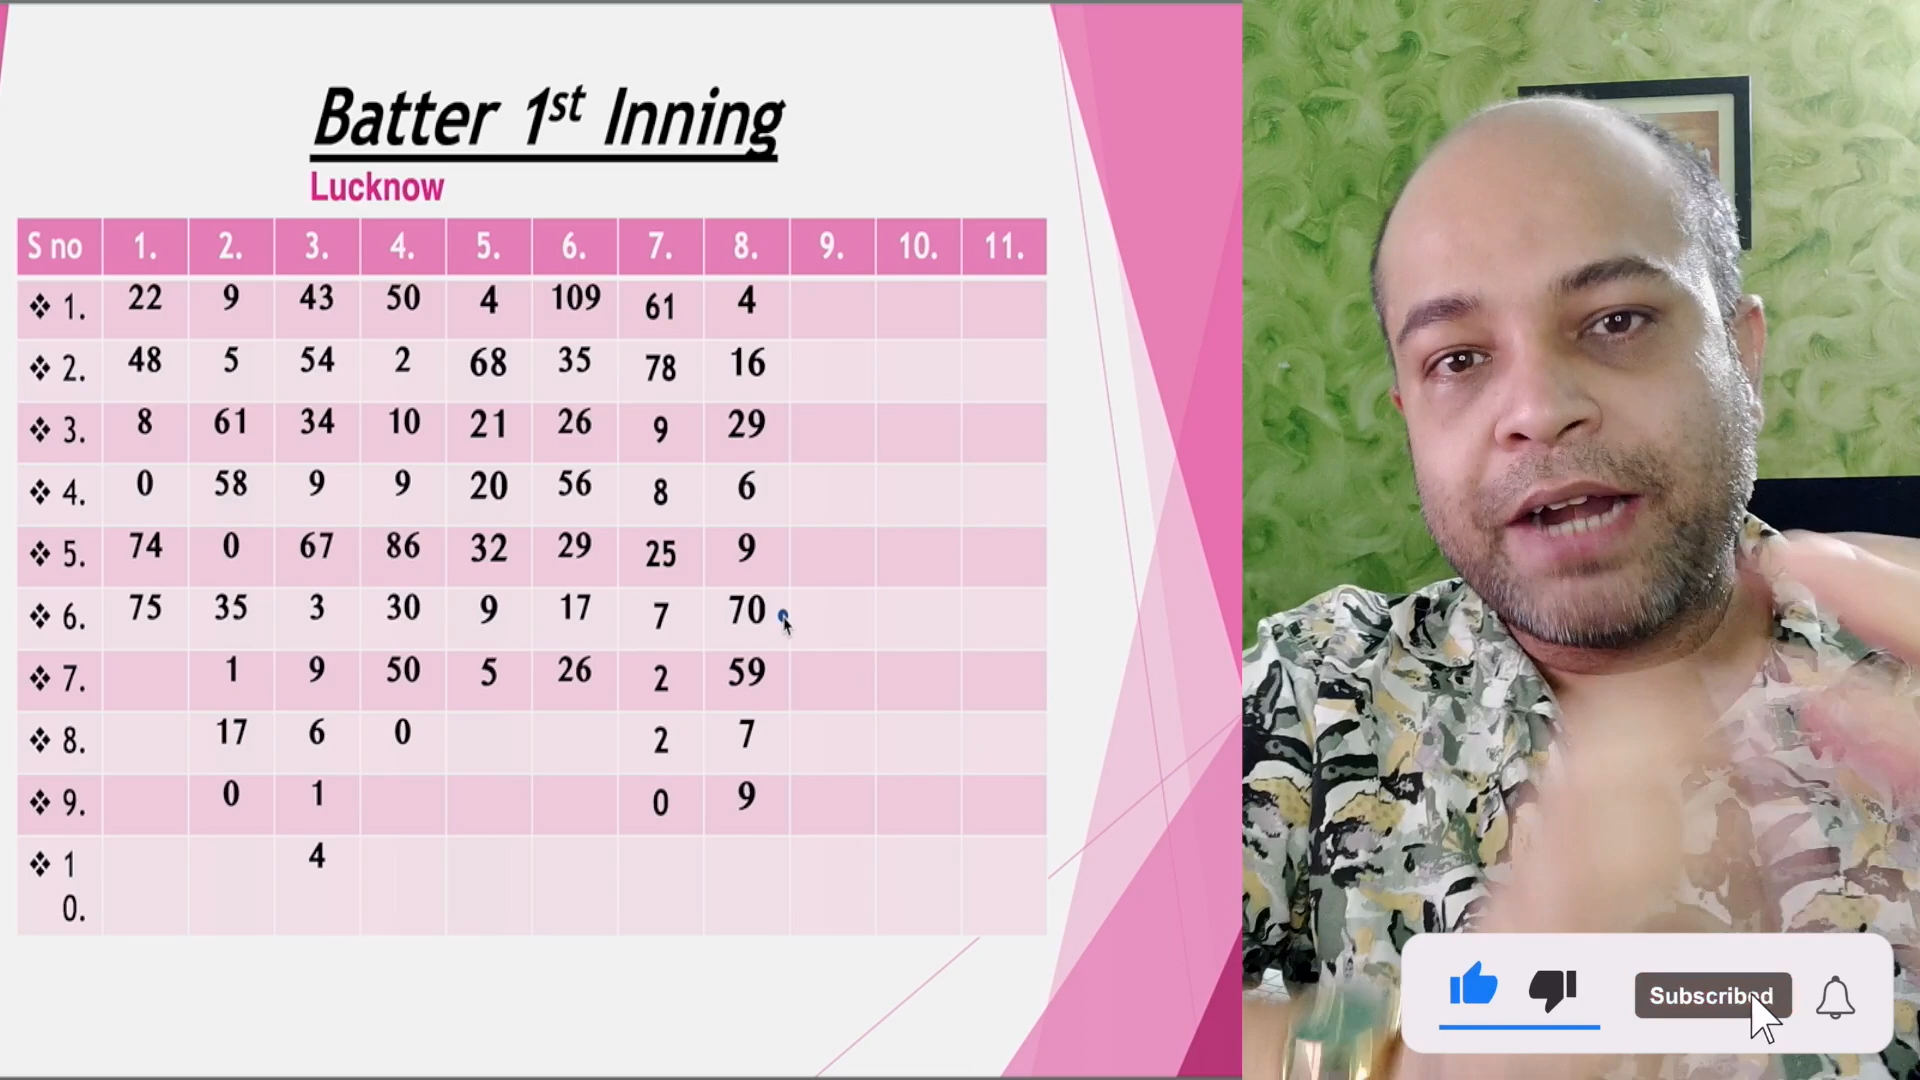 Batter 1st Inning
Lucknow
S no 1. 2. 3. 4. 5. 6. 7. 8. 9. 10. 11.
❖ 1. 22 9 43 50 4 109 61 4
❖ 2. 48 5 54 2 68 35 78 16
❖ 3. 8 61 34 10 21 26 9 29
❖ 4. 0 58 9 9 20 56 8 6
❖ 5. 74 0 67 86 32 29 25 9
❖ 6. 75 35 3 30 9 17 7 70
❖ 7. 1 9 50 5 26 2 59
❖ 8. 17 6 0 2 7
❖ 9. 0 1 0 9
❖ 1 4
0.
Subscribed